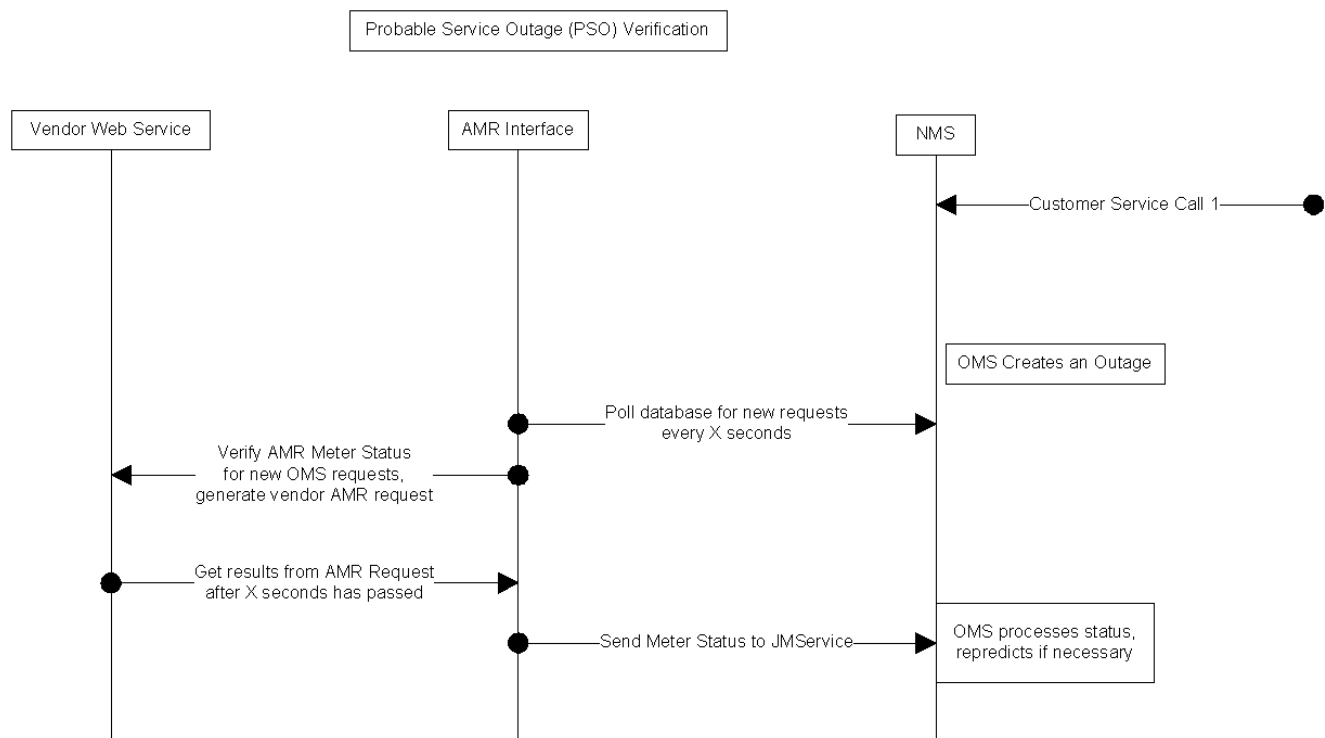 Probable Service Outage (PSO) Verification
Vendor Web Service
AMR Interface
NMS
Customer Service Call 1
OMS Creates an Outage
Poll database for new requests
every X seconds
Verify AMR Meter Status
for new OMS requests,
generate vendor AMR request
Get results from AMR Request
after X seconds has passed
Send Meter Status to JMService
OMS processes status,
repredicts if necessary